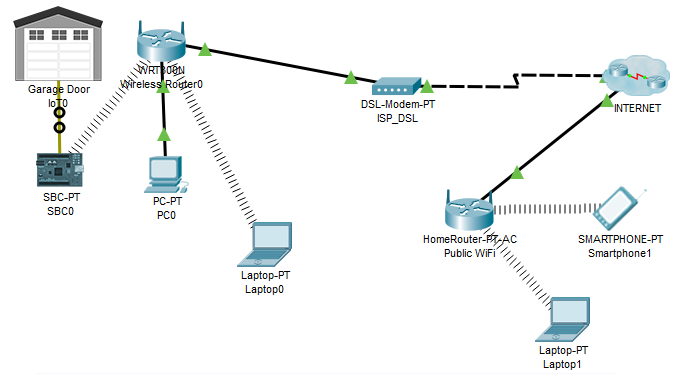 Garage Door
IoT0
WRT300N
Wireless Router0
DSL-Modem-PT
ISP_DSL
INTERNET
SBC-PT
SBC0
PC-PT
PC0
Laptop-PT
Laptop0
HomeRouter-PT-AC
Public WiFi
SMARTPHONE-PT
Smartphone1
Laptop-PT
Laptop1